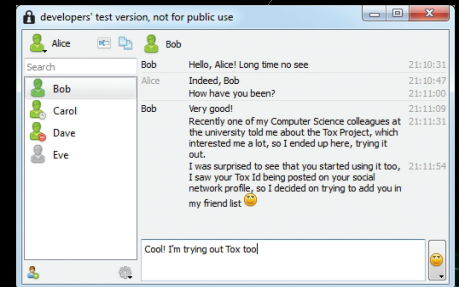 developers' test version, not for public use
Alice
Bob
Search
Bob
Carol
Dave
Eve
Bob Hello, Alice! Long time no see 21:10:31
Alice Indeed, Bob 21:10:47
How have you been? 21:11:00
Bob Very good! 21:11:09
Recently one of my Computer Science colleagues at 21:11:31
the university told me about the Tox Project, which
interested me a lot, so I ended up here, trying it
out.
I was surprised to see that you started using it too, 21:11:54
I saw your Tox Id being posted on your social
network profile, so I decided on trying to add you in
my friend list
Cool! I'm trying out Tox too